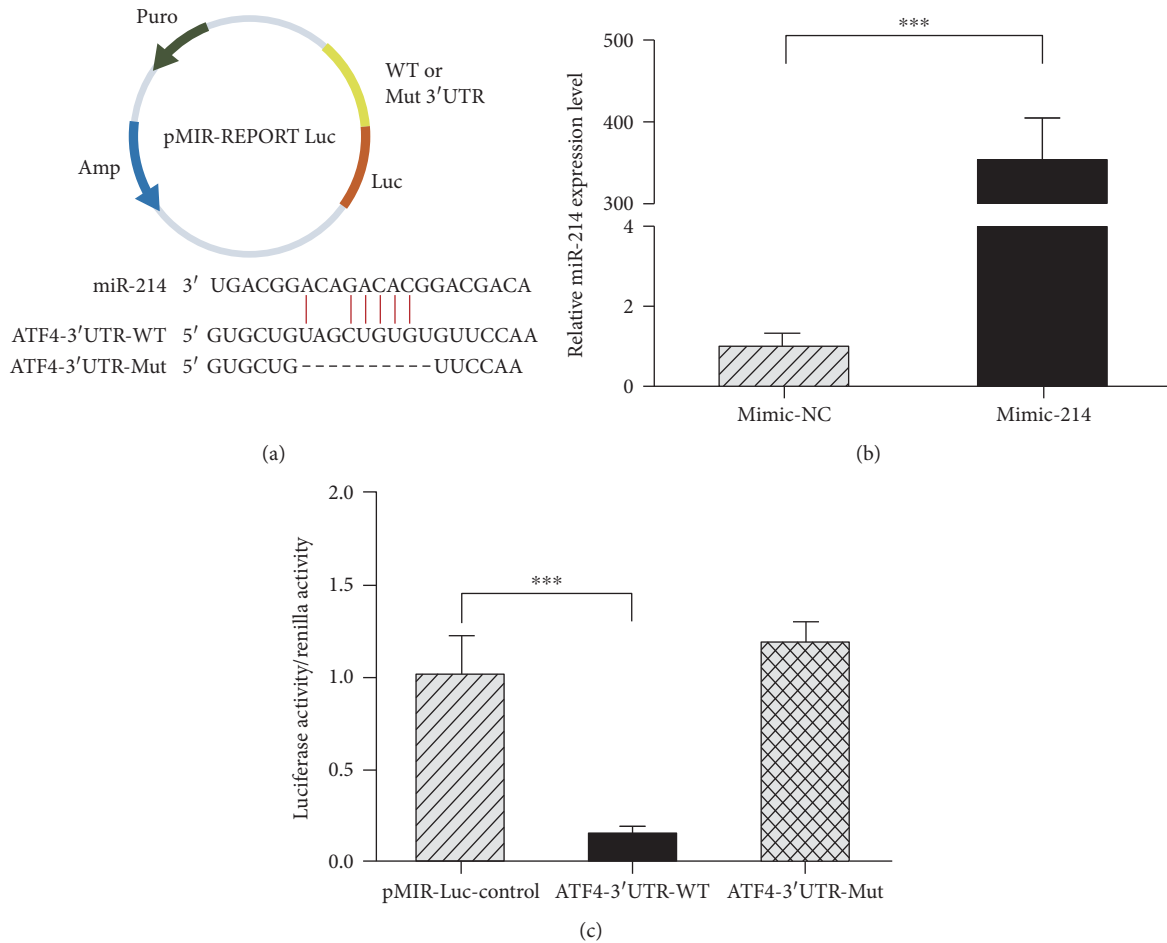 Puro
WT or
Mut 3′UTR
pMIR-REPORT Luc
Amp
Luc
miR-214 3′ UGACGGACAGACACGGACGACA
ATF4-3′UTR-WT 5′ GUGCUGUAGCUGUGUGUUCCAA
ATF4-3′UTR-Mut 5′ GUGCUG----------UUCCAA
(a)
Relative miR-214 expression level
500
400
300
4
2
0
***
Mimic-NC
Mimic-214
(b)
Luciferase activity/renilla activity
2.0
1.5
1.0
0.5
0.0
***
pMIR-Luc-control
ATF4-3′UTR-WT
ATF4-3′UTR-Mut
(c)